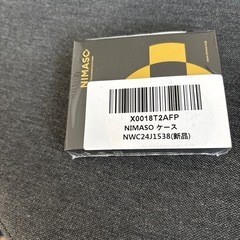 NIMASO
X0018T2AFP
NIMASO ケース
NWC24J1538(新品)